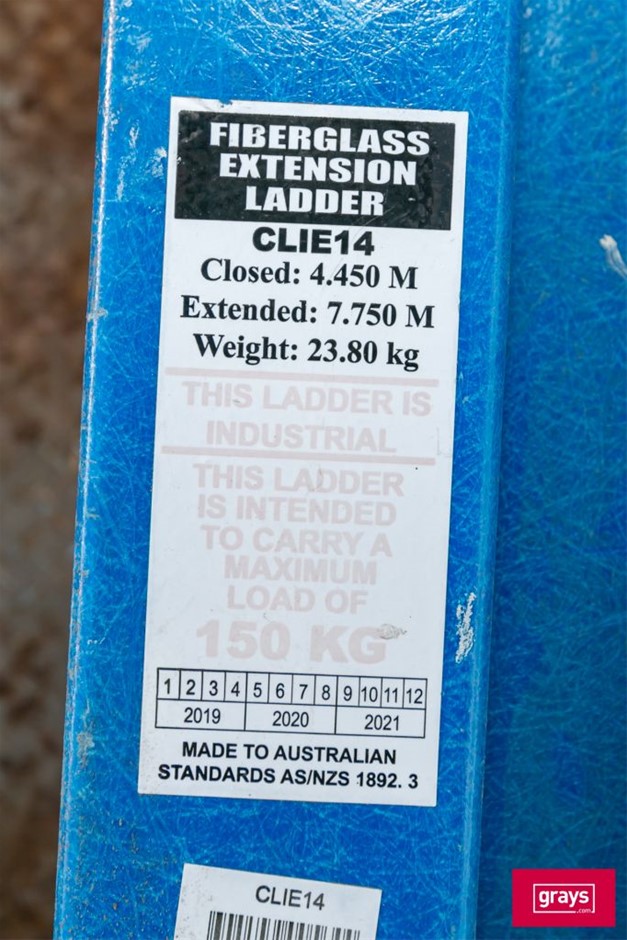 FIBERGLASS
EXTENSION
LADDER
CLIE14
Closed: 4.450 M
Extended: 7.750 M
Weight: 23.80 kg
THIS LADDER IS
INDUSTRIAL
THIS LADDER
IS INTENDED
TO CARRY A
MAXIMUM
LOAD OF
150 KG
1 2 3 4 5 6 7 8 9 10 11 12
2019 2020 2021
MADE TO AUSTRALIAN
STANDARDS AS/NZS 1892. 3
CLIE14
grays
.com